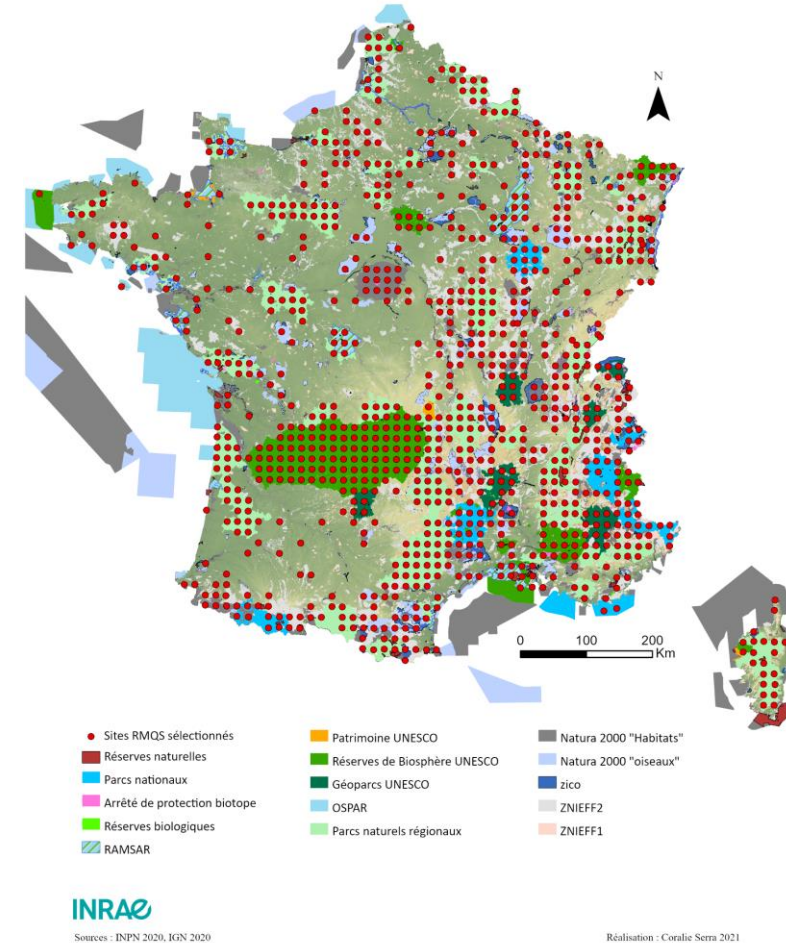 N
0 100 200
Km
Sites RMQS sélectionnés
Réserves naturelles
Parcs nationaux
Arrêté de protection biotope
Réserves biologiques
RAMSAR
Patrimoine UNESCO
Réserves de Biosphère UNESCO
Géoparcs UNESCO
OSPAR
Parcs naturels régionaux
Natura 2000 "Habitats"
Natura 2000 "oiseaux"
zico
ZNIEFF2
ZNIEFF1
INRAE
Sources : INPN 2020, IGN 2020
Réalisation : Coralie Serra 2021